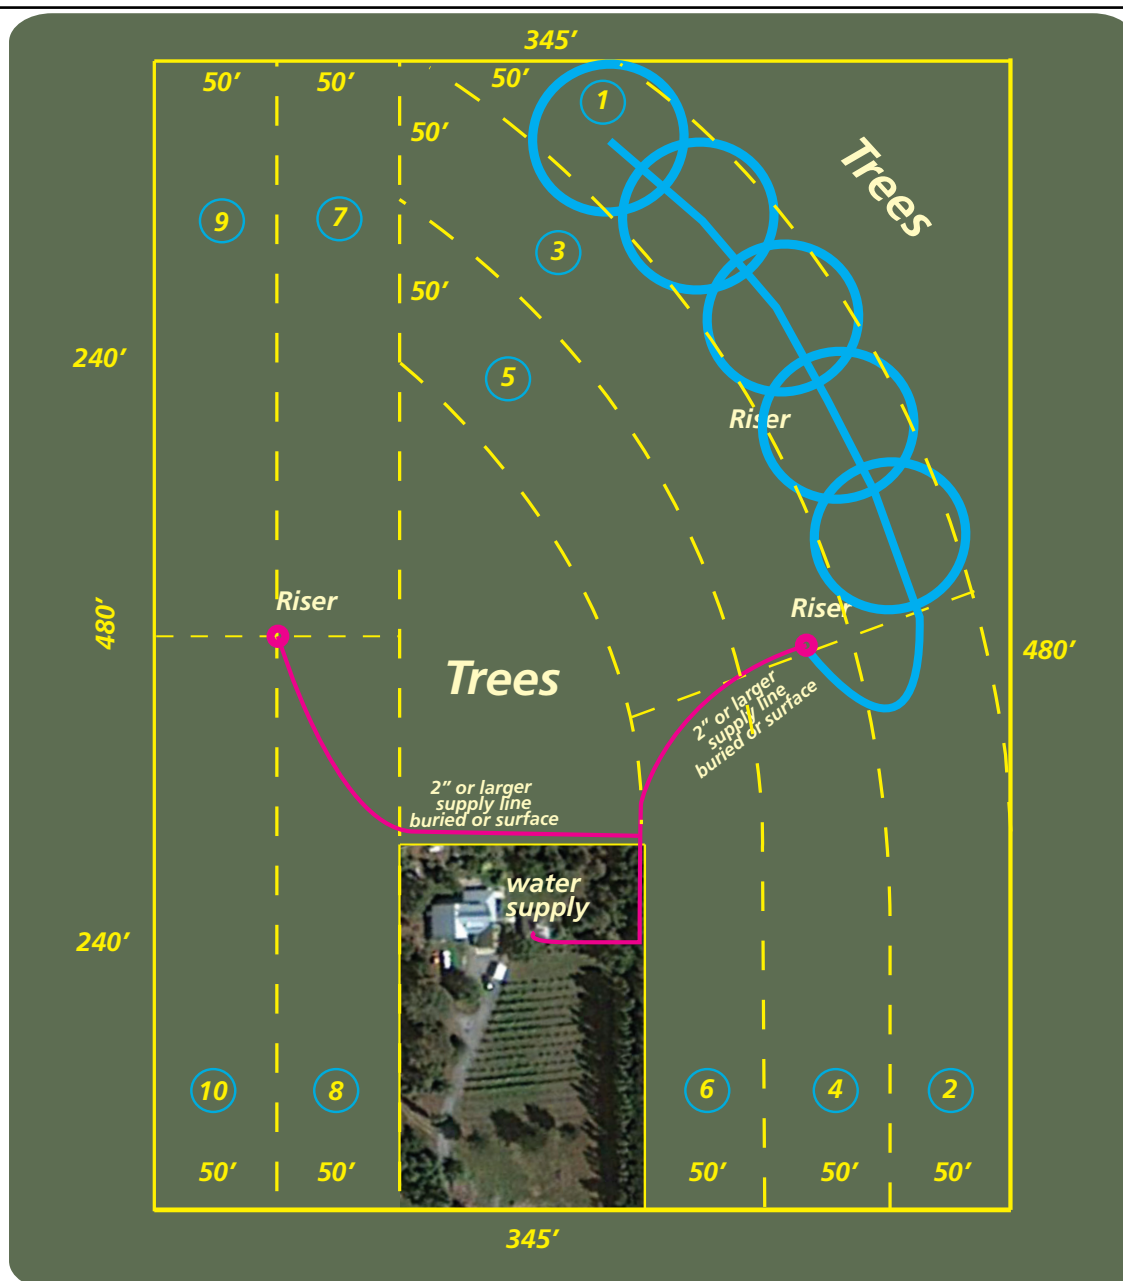 345’
50’
50’
50’
1
50’
Trees
9
7
3
50’
240’
5
Riser
Riser
Riser
480’
480’
Trees
2” or larger
supply line
buried or surface
2” or larger
supply line
buried or surface
water
supply
240’
10
8
6
4
2
50’
50’
50’
50’
50’
345’